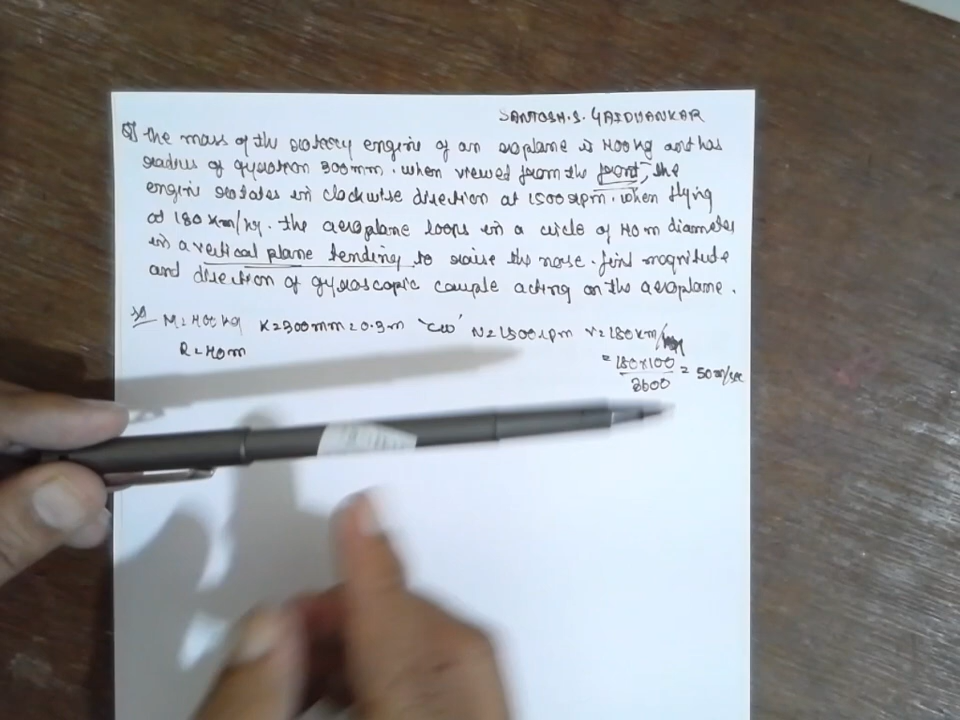 SANTOSH.S. GAIDHANKAR
Q) The mass of the rotary engine of an aeroplane is 400kg and has
radius of gyration 300mm. when viewed from the front, the
engine rotates in clockwise direction at 1500rpm. when flying
at 180 km/hr. the aeroplane loops in a circle of 40m diameter
in a vertical plane tending to raise the nose. find magnitude
and direction of gyroscopic couple acting on the aeroplane.
M=400kg K=300mm=0.3m 'cw' N=1500rpm V=180km/
R=40m
= 180×100
3600 = 50m/sec